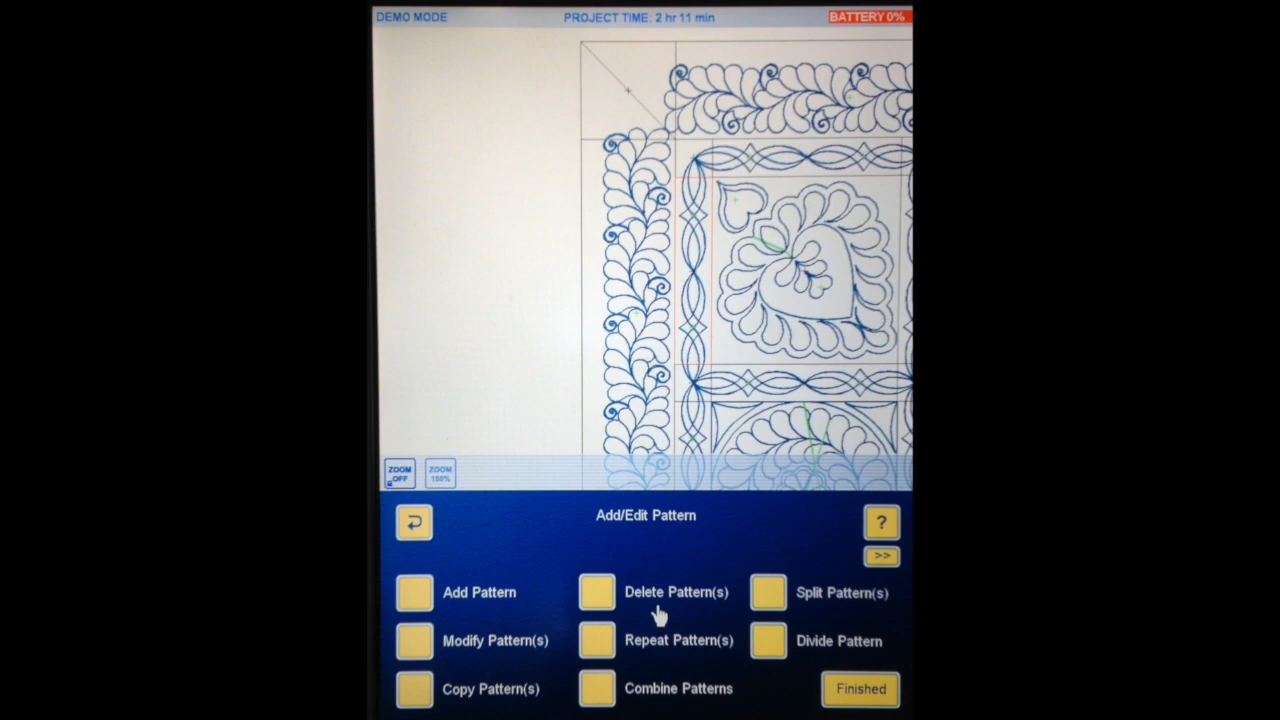 DEMO MODE PROJECT TIME: 2 hr 11 min BATTERY 0%
ZOOM OFF
ZOOM 150%
Add/Edit Pattern
?
>>
Add Pattern Delete Pattern(s) Split Pattern(s)
Modify Pattern(s) Repeat Pattern(s) Divide Pattern
Copy Pattern(s) Combine Patterns Finished